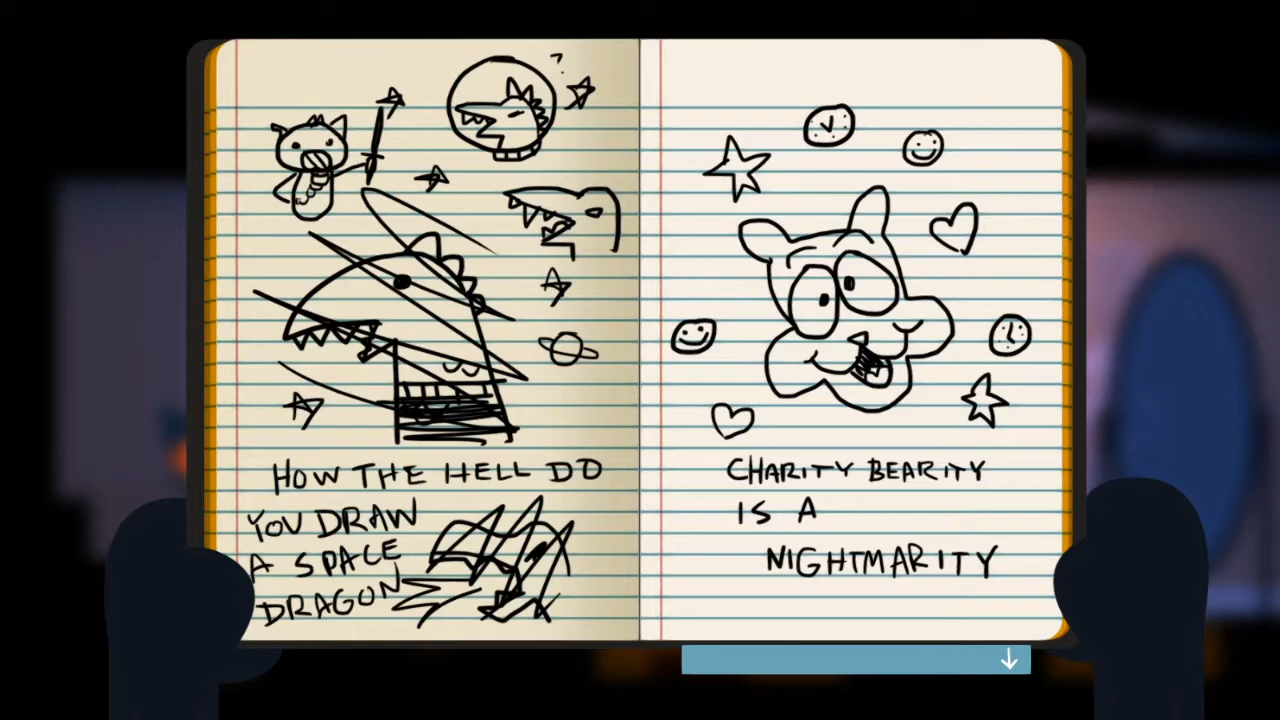 HOW THE HELL DO
YOU DRAW
A SPACE
DRAGON
CHARITY BEARITY
IS A
NIGHTMARITY